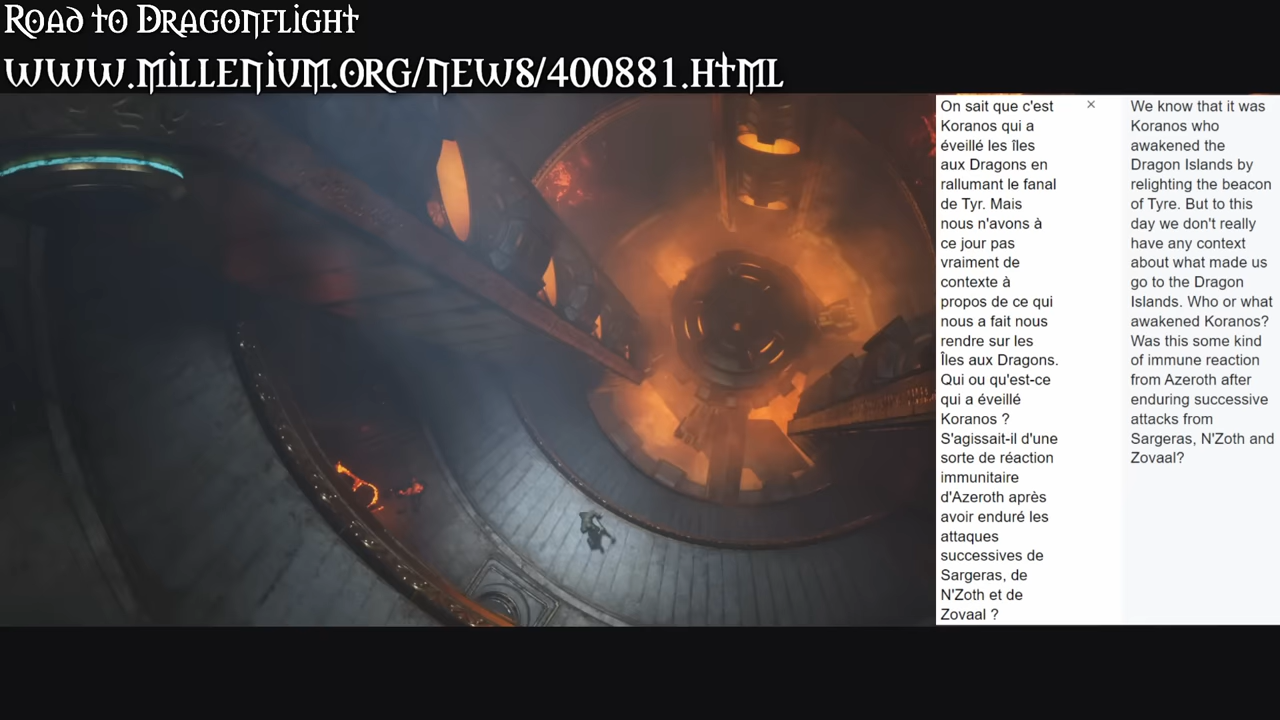 Road to Dragonflight
www.millenium.org/news/400881.html
On sait que c'est
Koranos qui a
éveillé les îles
aux Dragons en
rallumant le fanal
de Tyr. Mais
nous n'avons à
ce jour pas
vraiment de
contexte à
propos de ce qui
nous a fait nous
rendre sur les
Îles aux Dragons.
Qui ou qu'est-ce
qui a éveillé
Koranos ?
S'agissait-il d'une
sorte de réaction
immunitaire
d'Azeroth après
avoir enduré les
attaques
successives de
Sargeras, de
N'Zoth et de
Zovaal ?
×
We know that it was
Koranos who
awakened the
Dragon Islands by
relighting the beacon
of Tyre. But to this
day we don't really
have any context
about what made us
go to the Dragon
Islands. Who or what
awakened Koranos?
Was this some kind
of immune reaction
from Azeroth after
enduring successive
attacks from
Sargeras, N'Zoth and
Zovaal?